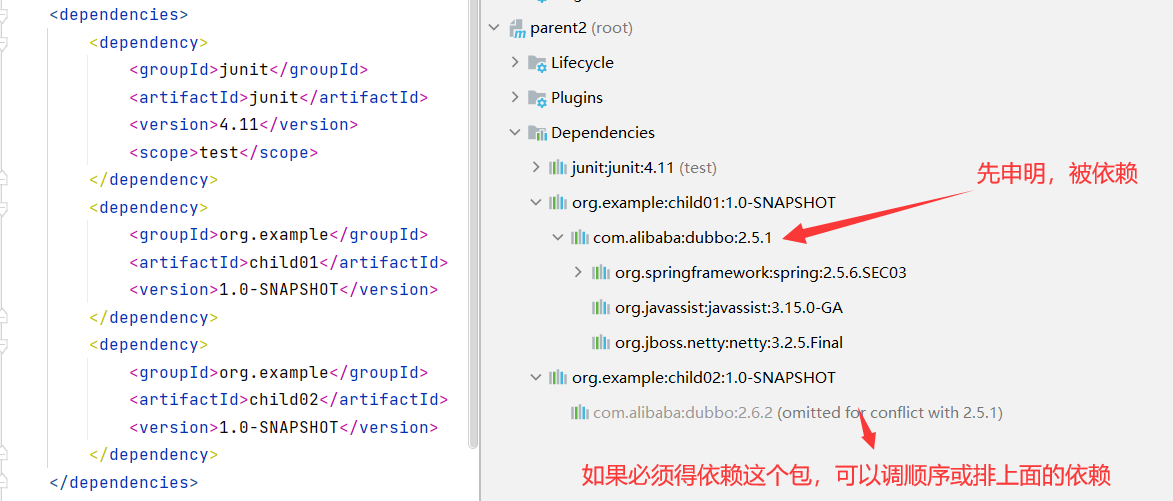 <dependencies>
<dependency>
<groupId>junit</groupId>
<artifactId>junit</artifactId>
<version>4.11</version>
<scope>test</scope>
</dependency>
<dependency>
<groupId>org.example</groupId>
<artifactId>child01</artifactId>
<version>1.0-SNAPSHOT</version>
</dependency>
<dependency>
<groupId>org.example</groupId>
<artifactId>child02</artifactId>
<version>1.0-SNAPSHOT</version>
</dependency>
</dependencies>
parent2 (root)
Lifecycle
Plugins
Dependencies
junit:junit:4.11 (test)
先申明，被依赖
org.example:child01:1.0-SNAPSHOT
com.alibaba:dubbo:2.5.1
org.springframework:spring:2.5.6.SEC03
org.javassist:javassist:3.15.0-GA
org.jboss.netty:netty:3.2.5.Final
org.example:child02:1.0-SNAPSHOT
com.alibaba:dubbo:2.6.2 (omitted for conflict with 2.5.1)
如果必须得依赖这个包，可以调顺序或排上面的依赖